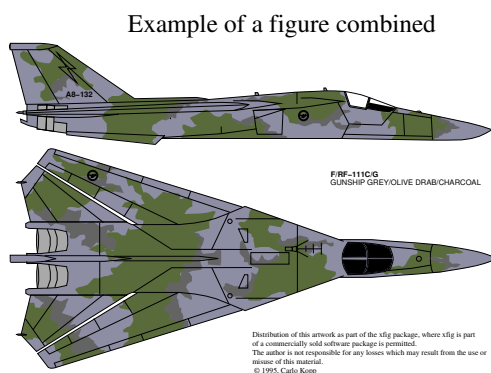 Example of a figure combined
A8-132
F/RF-111C/G
GUNSHIP GREY/OLIVE DRAB/CHARCOAL
Distribution of this artwork as part of the xfig package, where xfig is part
of a commercially sold software package is permitted.
The author is not responsible for any losses which may result from the use or
misuse of this material.
© 1995, Carlo Kopp